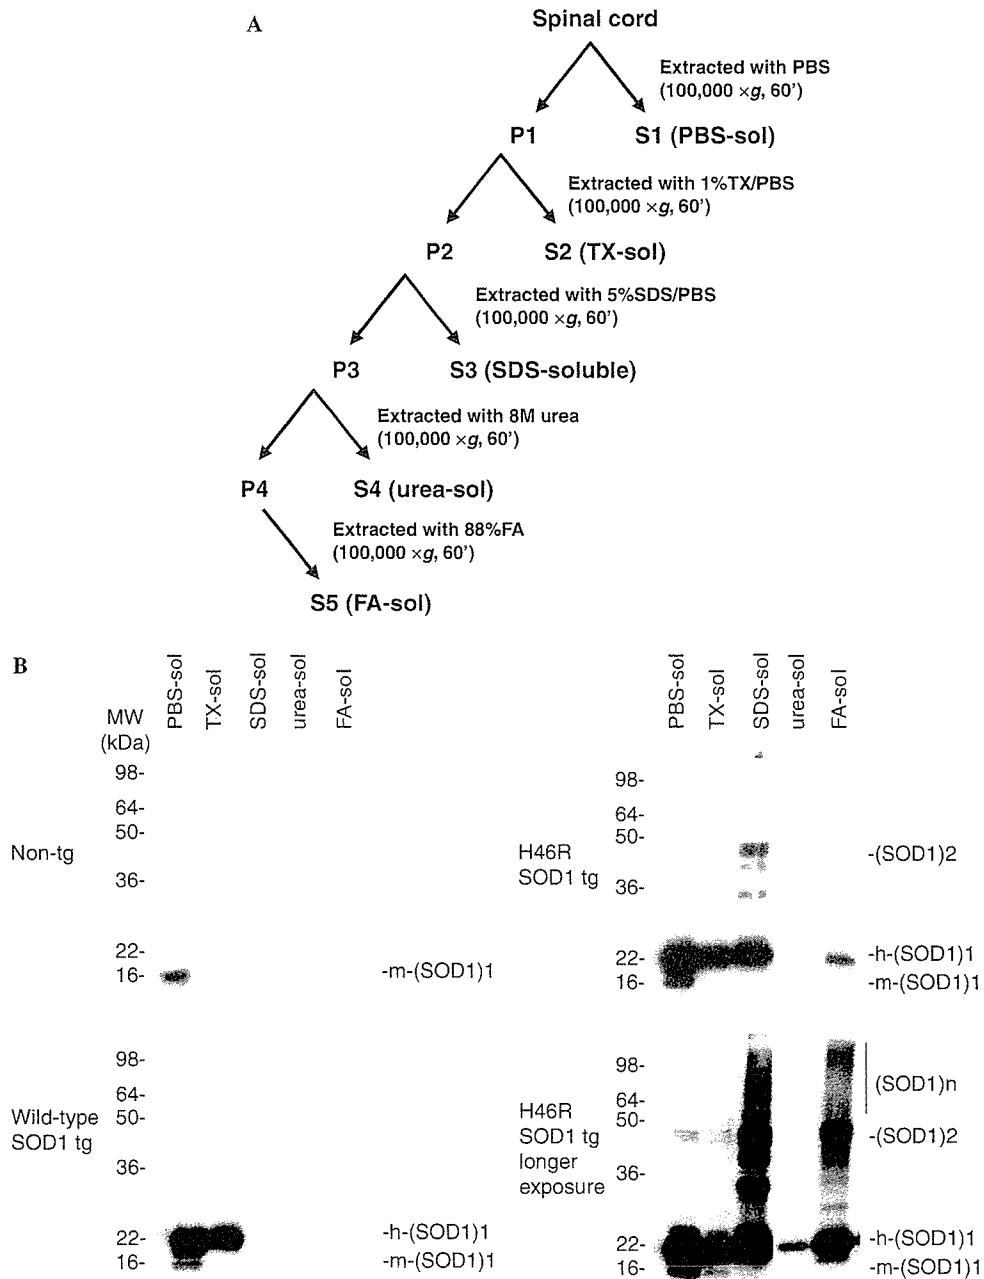 A
Spinal cord
Extracted with PBS
(100,000 ×g, 60')
P1
S1 (PBS-sol)
Extracted with 1%TX/PBS
(100,000 ×g, 60')
P2
S2 (TX-sol)
Extracted with 5%SDS/PBS
(100,000 ×g, 60')
P3
S3 (SDS-soluble)
Extracted with 8M urea
(100,000 ×g, 60')
P4
S4 (urea-sol)
Extracted with 88%FA
(100,000 ×g, 60')
S5 (FA-sol)
B
PBS-sol
TX-sol
SDS-sol
urea-sol
FA-sol
MW
(kDa)
98-
64-
50-
36-
22-
16-
Non-tg
-m-(SOD1)1
PBS-sol
TX-sol
SDS-sol
urea-sol
FA-sol
98-
64-
50-
36-
22-
16-
H46R
SOD1 tg
-(SOD1)2
-h-(SOD1)1
-m-(SOD1)1
98-
64-
50-
36-
22-
16-
Wild-type
SOD1 tg
-h-(SOD1)1
-m-(SOD1)1
98-
64-
50-
36-
22-
16-
H46R
SOD1 tg
longer
exposure
(SOD1)n
-(SOD1)2
-h-(SOD1)1
-m-(SOD1)1